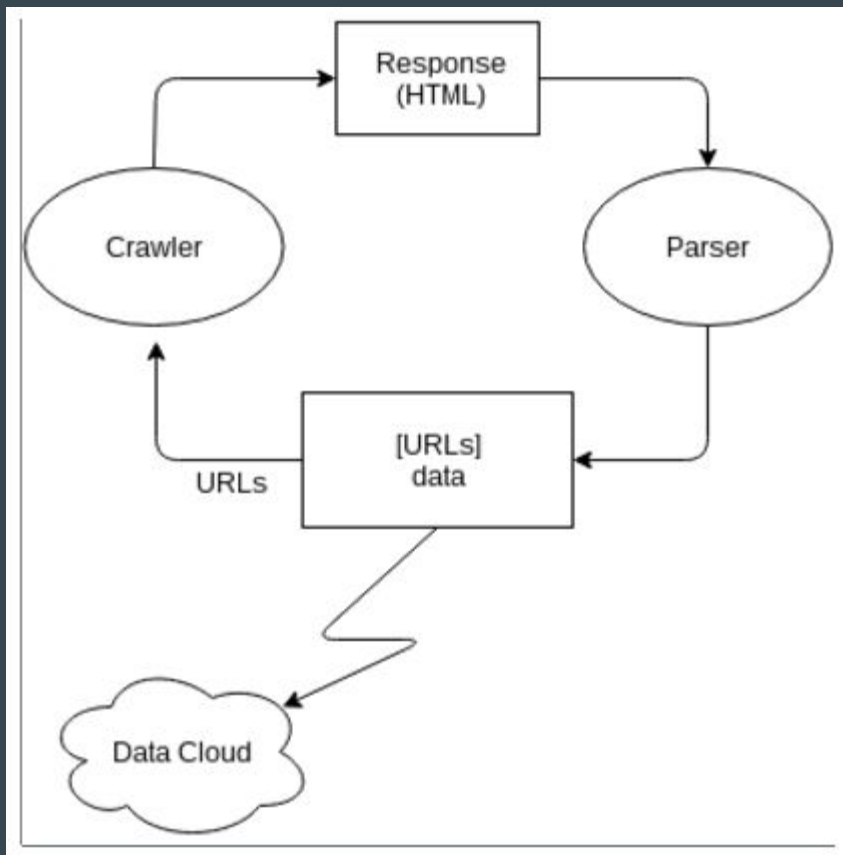 Response
(HTML)
Crawler
Parser
[URLs]
data
URLs
Data Cloud